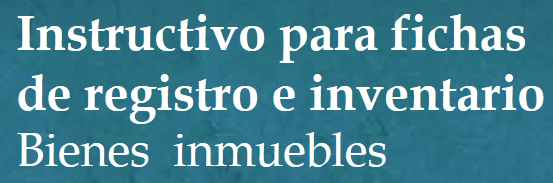 Instructivo para fichas
de registro e inventario
Bienes inmuebles